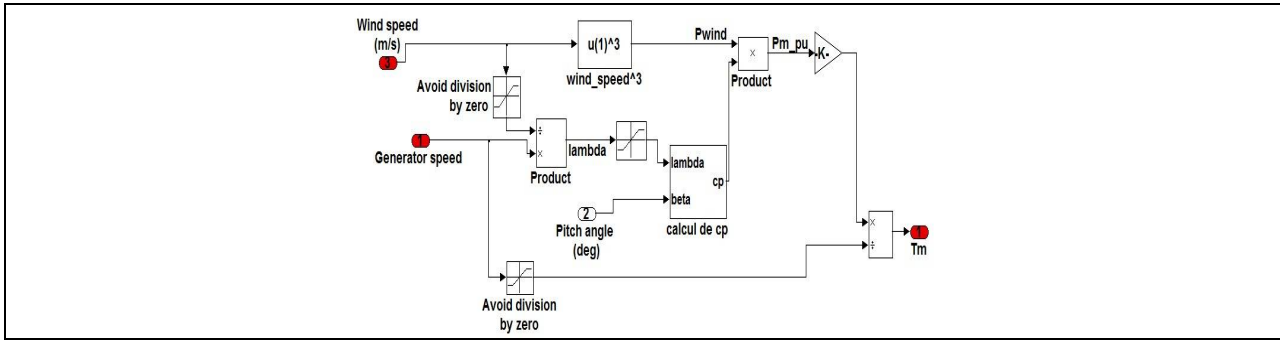 Wind speed
(m/s)
3
u(1)^3
wind_speed^3
Pwind
x
Product
Pm_pu
-K-
Avoid division
by zero
÷
x
lambda
Product
1
Generator speed
lambda
beta
cp
calcul de cp
2
Pitch angle
(deg)
x
÷
1
Tm
Avoid division
by zero